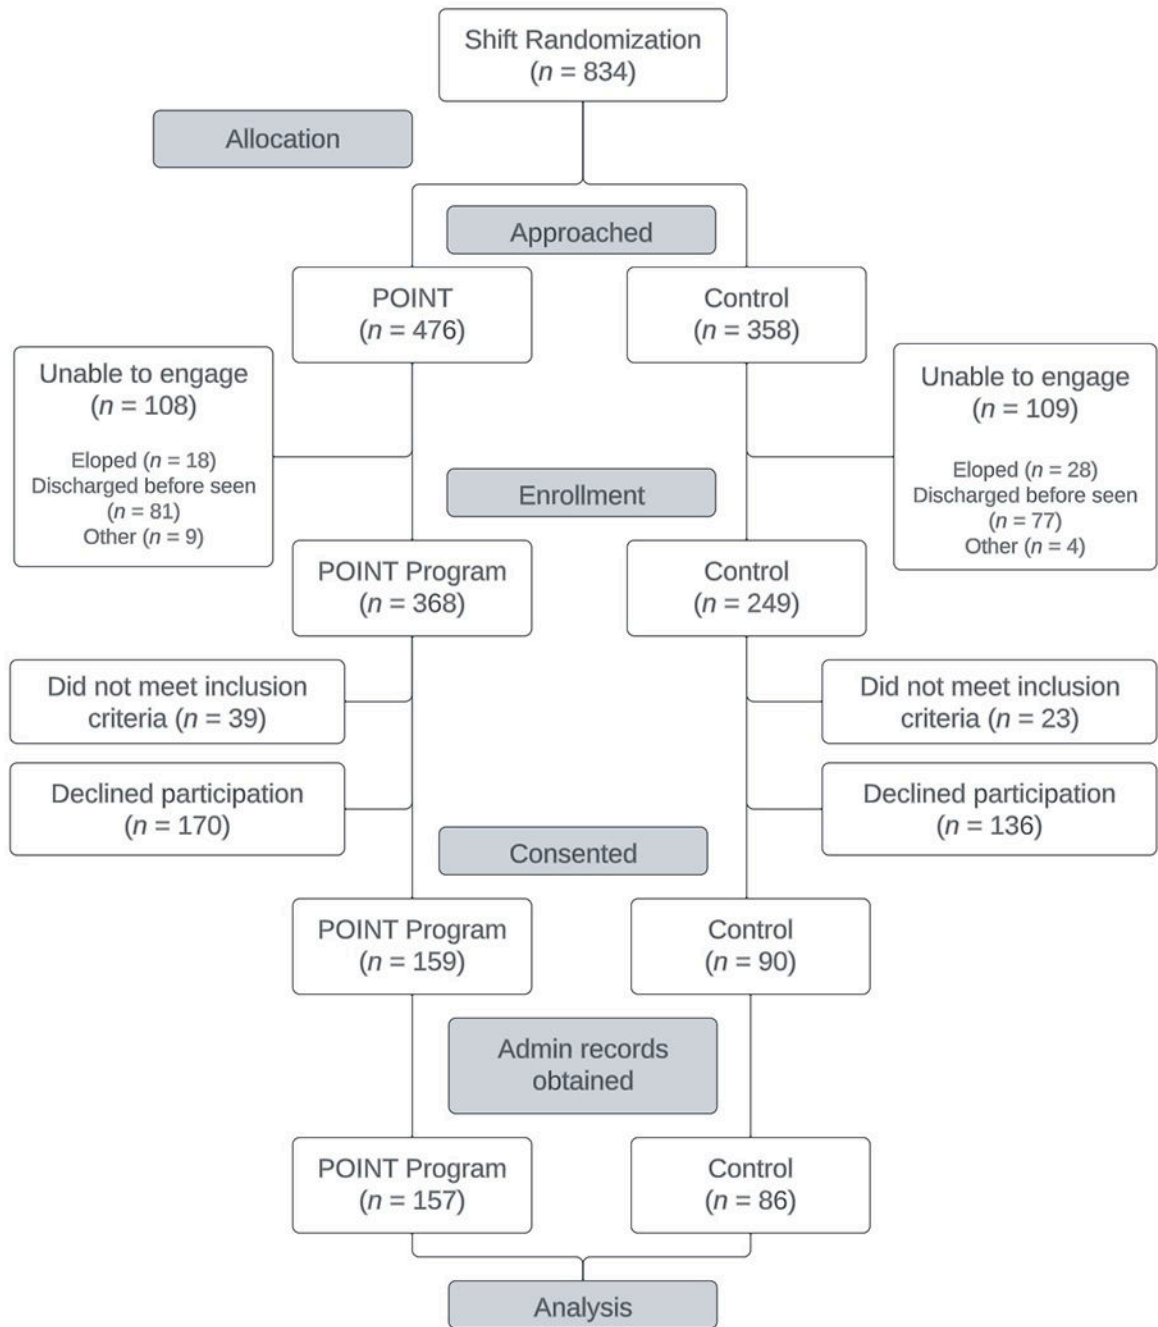 Shift Randomization
(n = 834)
Allocation
Approached
POINT
(n = 476)
Control
(n = 358)
Unable to engage
(n = 108)
Eloped (n = 18)
Discharged before seen
(n = 81)
Other (n = 9)
Unable to engage
(n = 109)
Eloped (n = 28)
Discharged before seen
(n = 77)
Other (n = 4)
Enrollment
POINT Program
(n = 368)
Control
(n = 249)
Did not meet inclusion
criteria (n = 39)
Did not meet inclusion
criteria (n = 23)
Declined participation
(n = 170)
Declined participation
(n = 136)
Consented
POINT Program
(n = 159)
Control
(n = 90)
Admin records
obtained
POINT Program
(n = 157)
Control
(n = 86)
Analysis